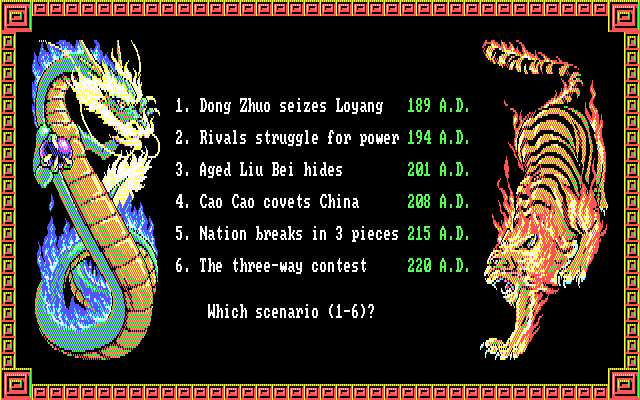 1. Dong Zhuo seizes Loyang 189 A.D.
2. Rivals struggle for power 194 A.D.
3. Aged Liu Bei hides 201 A.D.
4. Cao Cao covets China 208 A.D.
5. Nation breaks in 3 pieces 215 A.D.
6. The three-way contest 220 A.D.
Which scenario (1-6)?